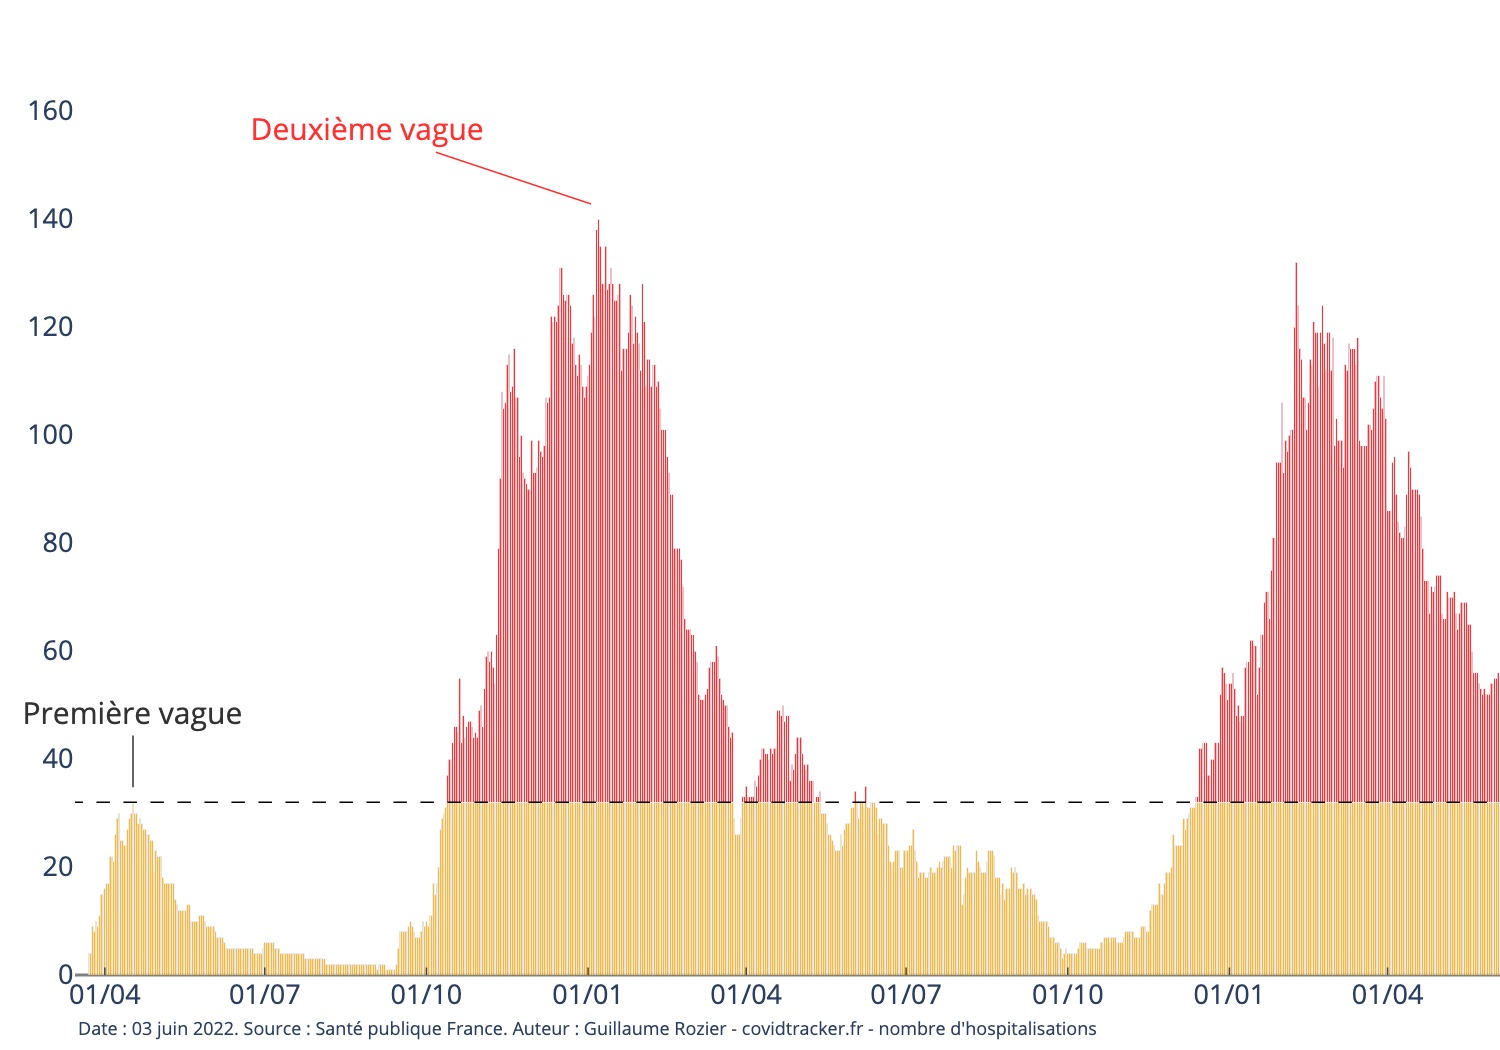 160
Deuxième vague
140
120
100
80
60
Première vague
40
20
0
01/04 01/07 01/10 01/01 01/04 01/07 01/10 01/01 01/04
Date : 03 juin 2022. Source : Santé publique France. Auteur : Guillaume Rozier - covidtracker.fr - nombre d'hospitalisations